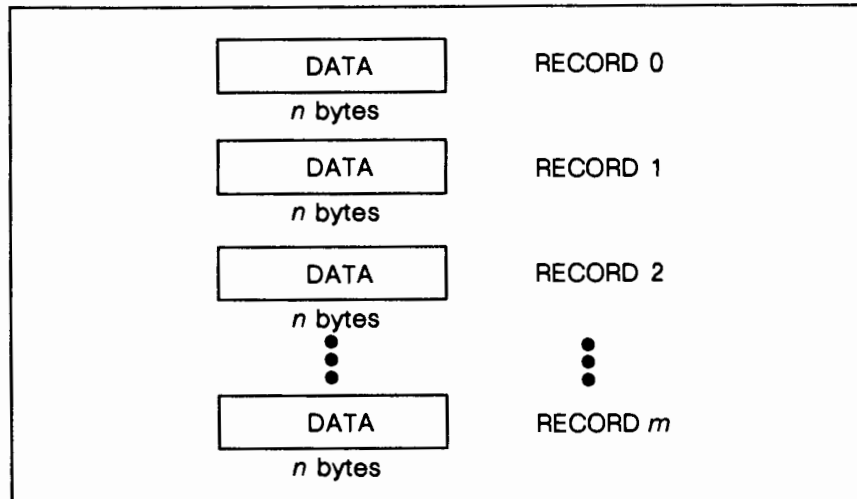 DATA RECORD 0
n bytes
DATA RECORD 1
n bytes
DATA RECORD 2
n bytes
DATA RECORD m
n bytes